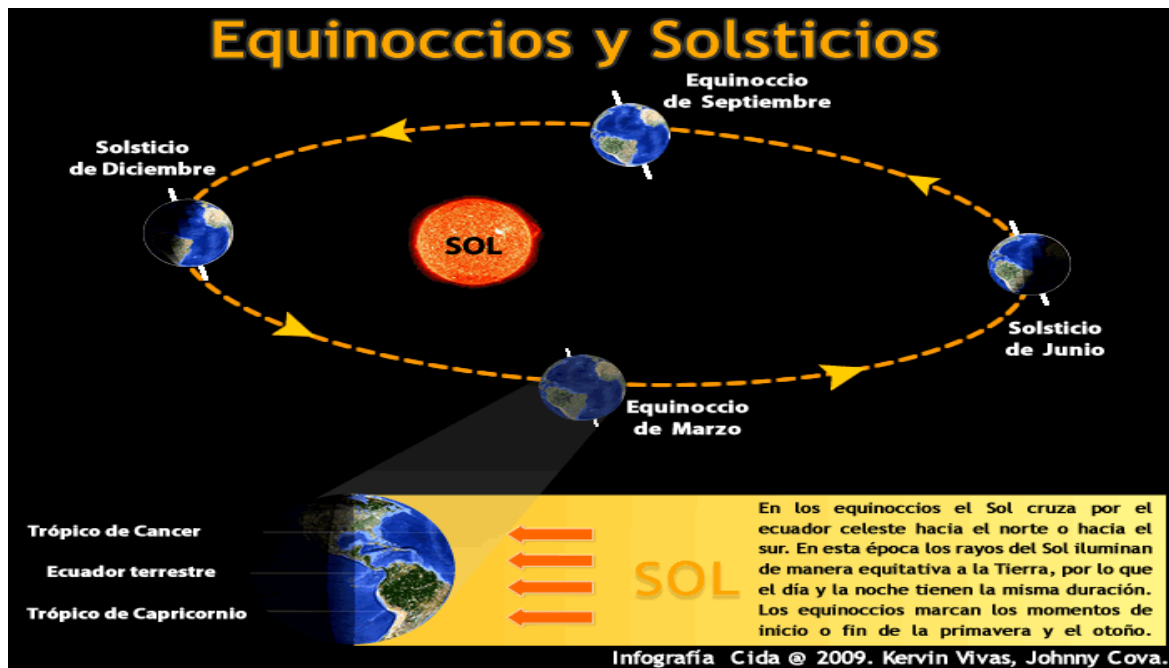 Equinoccios y Solsticios
Equinoccio
de Septiembre
Solsticio
de Diciembre
SOL
Solsticio
de Junio
Equinoccio
de Marzo
Trópico de Cancer
Ecuador terrestre
Trópico de Capricornio
SOL
En los equinoccios el Sol cruza por el
ecuador celeste hacia el norte o hacia el
sur. En esta época los rayos del Sol iluminan
de manera equitativa a la Tierra, por lo que
el día y la noche tienen la misma duración.
Los equinoccios marcan los momentos de
inicio o fin de la primavera y el otoño.
Infografía Cida @ 2009. Kervin Vivas, Johnny Cova.